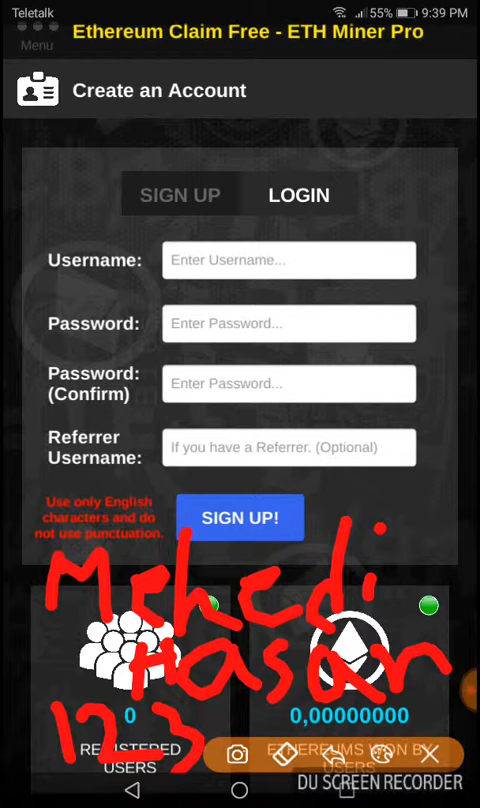 Teletalk 55% 9:39 PM
Menu
Ethereum Claim Free - ETH Miner Pro
Create an Account
SIGN UP LOGIN
Username: Enter Username...
Password: Enter Password...
Password: (Confirm) Enter Password...
Referrer Username: If you have a Referrer. (Optional)
Use only English
characters and do
not use punctuation.
SIGN UP!
Mehedi
Hasan
123
0 0,00000000
REGISTERED ETHEREUMS WON BY
USERS USERS
DU SCREEN RECORDER